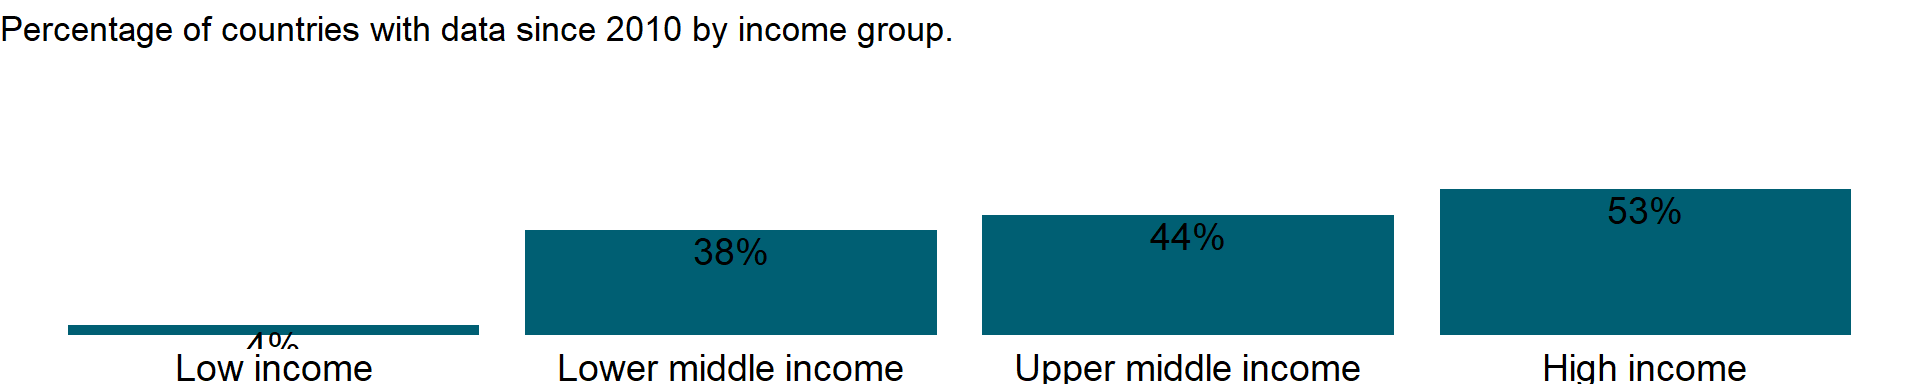 Percentage of countries with data since 2010 by income group.
53%
44%
38%
4%
Low income
Lower middle income
Upper middle income
High income